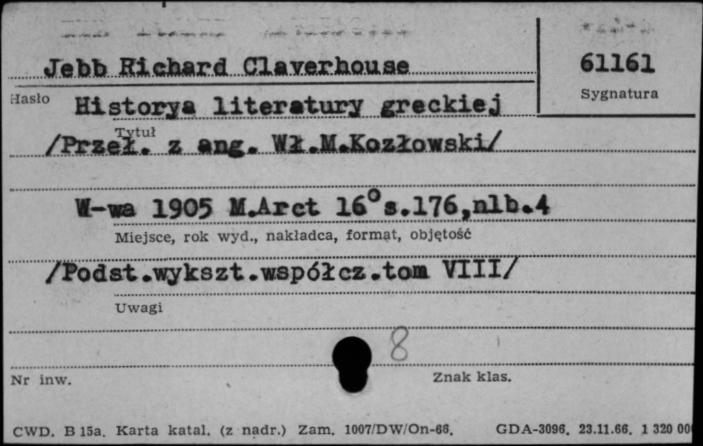 Jebb Richard Claverhouse
61161
Hasło
Sygnatura
Historya literatury greckiej
Tytuł
/Przeł. z ang. Wł.M.Kozłowski/
W-wa 1905 M.Arct 16° s.176,nlb.4
Miejsce, rok wyd., nakładca, format, objętość
/Podst.wykszt.współcz.tom VIII/
Uwagi
8
Nr inw.
Znak klas.
CWD. B 15a. Karta katal. (z nadr.) Zam. 1007/DW/On-66. GDA-3096. 23.11.66. 1 320 00